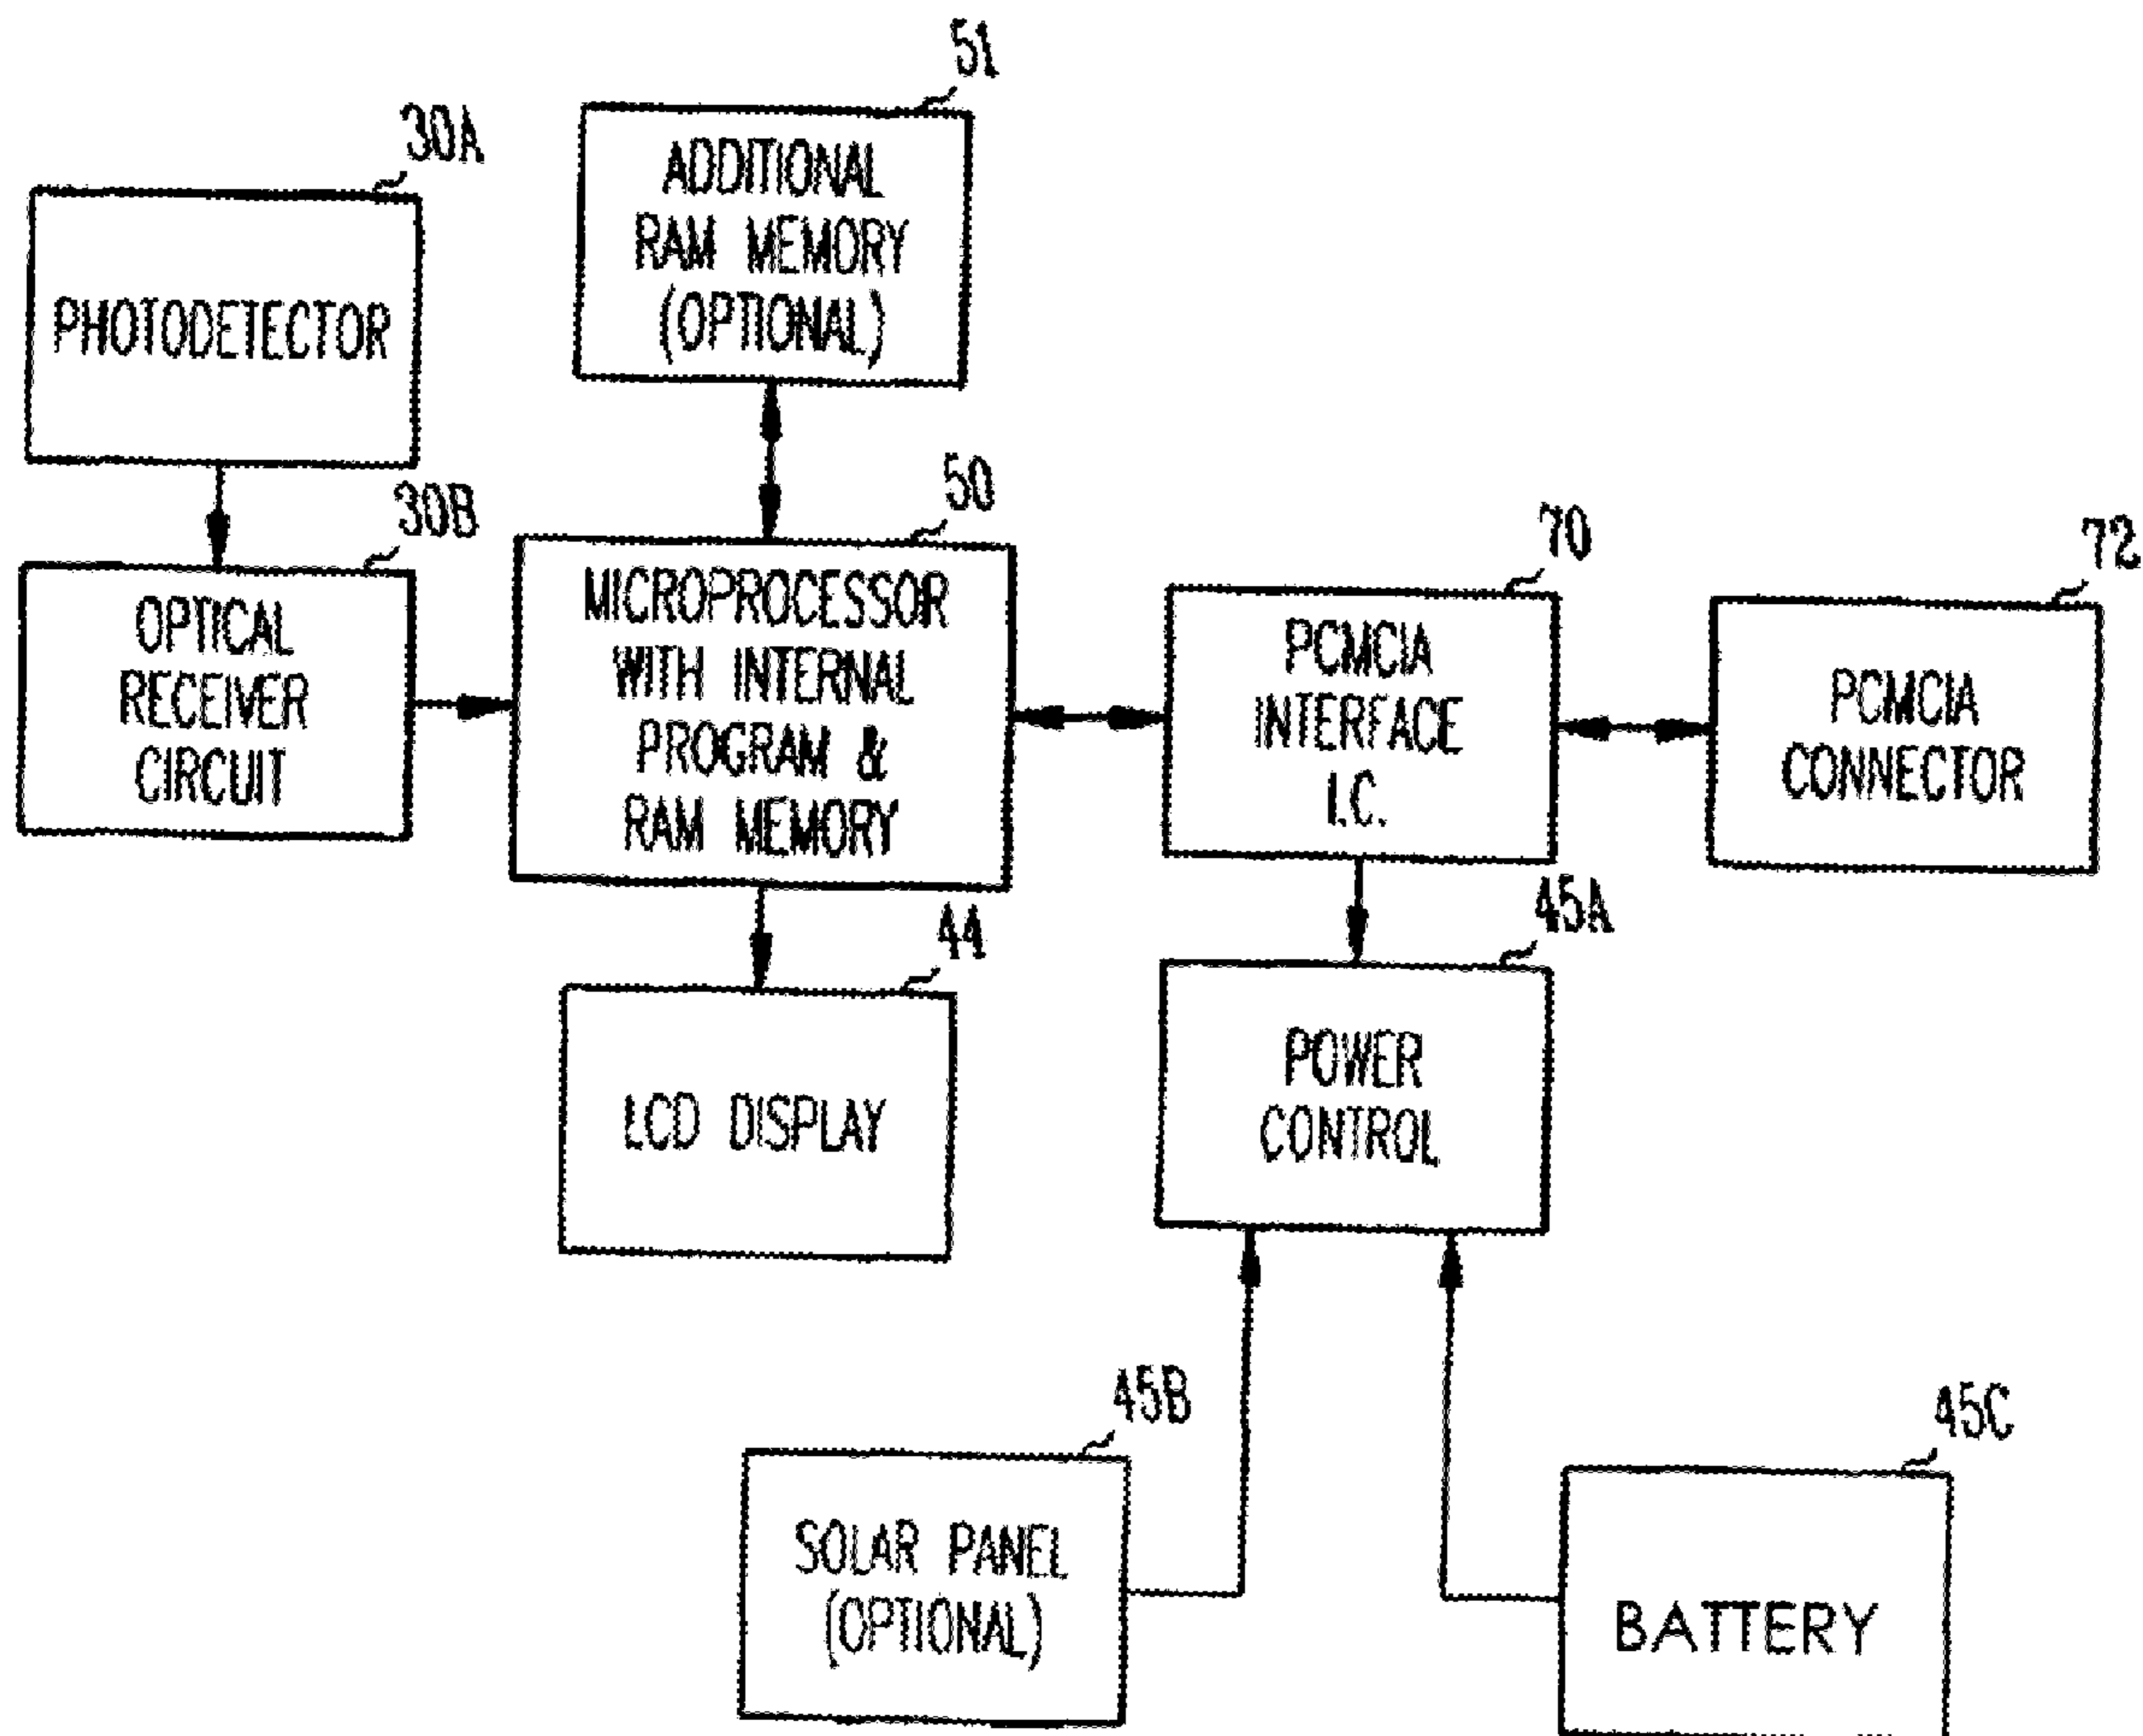 51
30A
ADDITIONAL
RAM MEMORY
(OPTIONAL)
PHOTODETECTOR
30B
50
70
72
OPTICAL
RECEIVER
CIRCUIT
MICROPROCESSOR
WITH INTERNAL
PROGRAM &
RAM MEMORY
PCMCIA
INTERFACE
I.C.
PCMCIA
CONNECTOR
44
45A
LCD DISPLAY
POWER
CONTROL
45B
45C
SOLAR PANEL
(OPTIONAL)
BATTERY